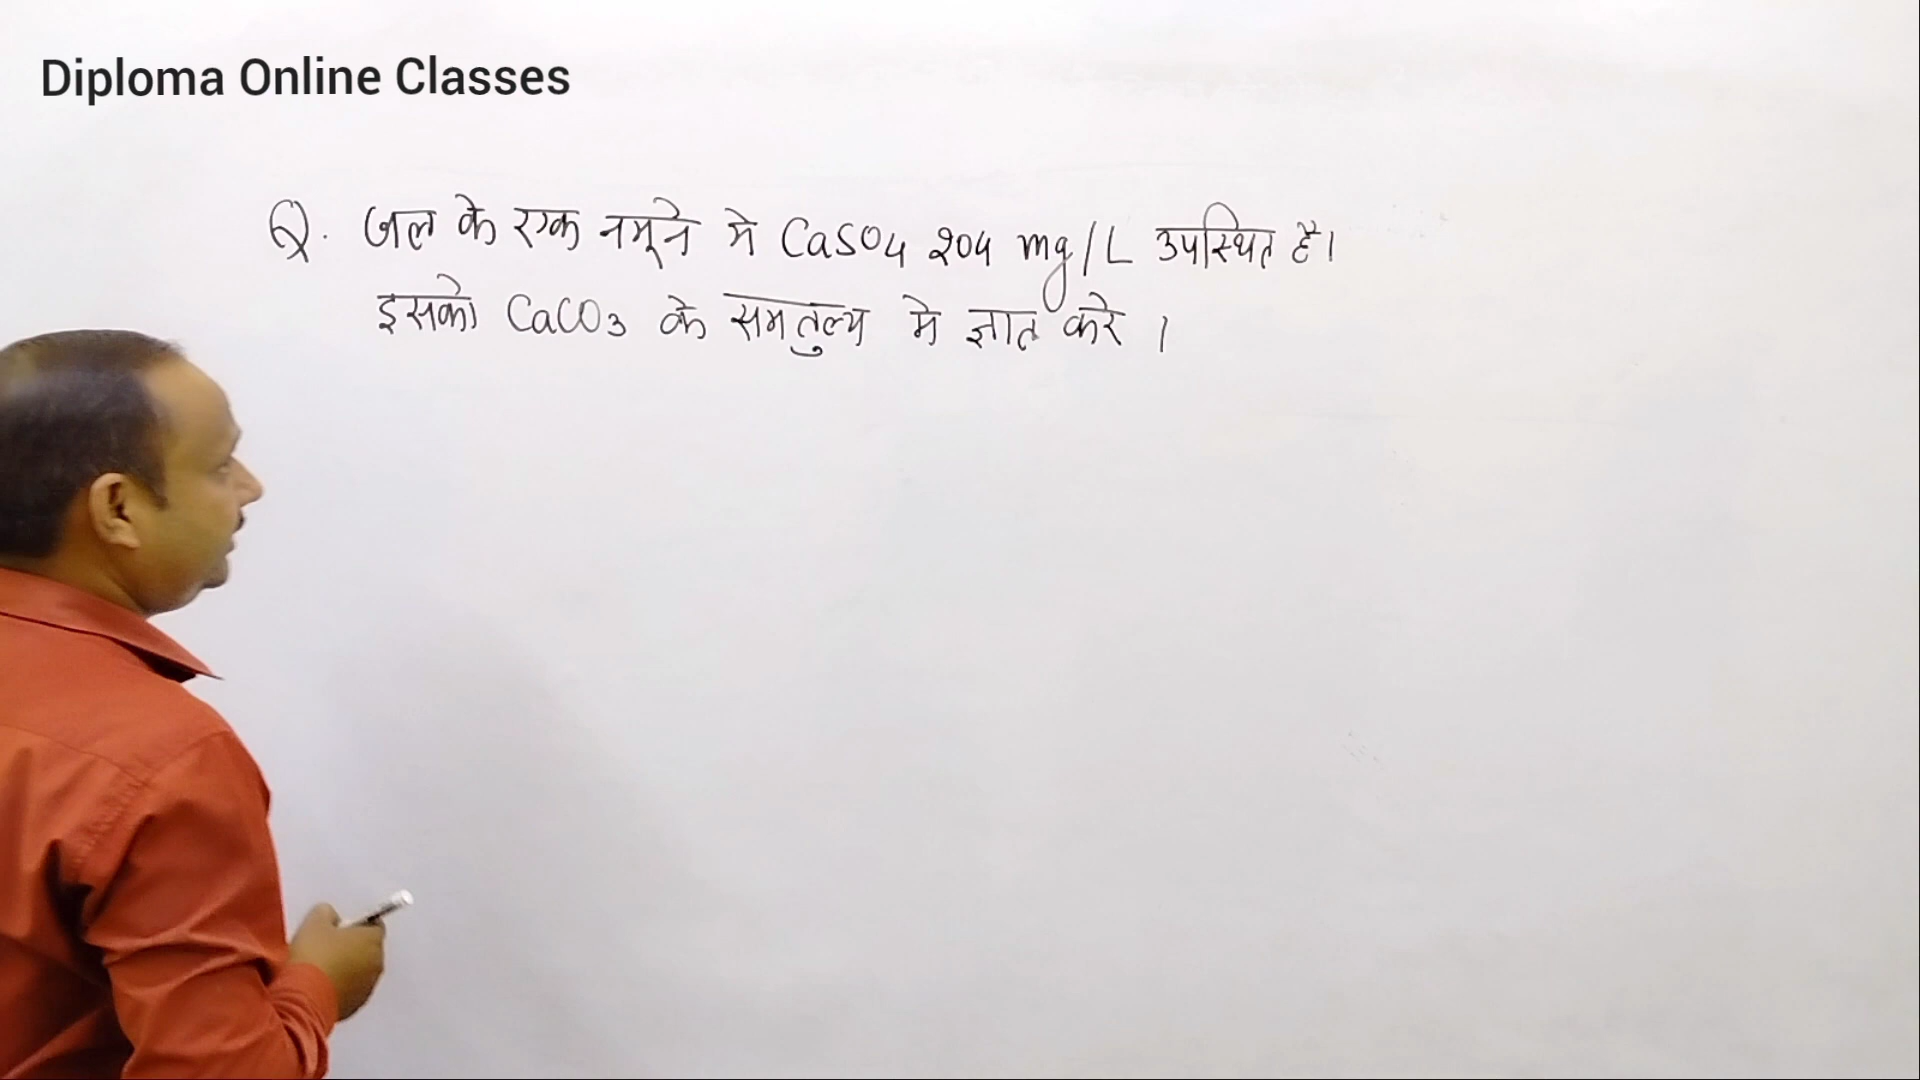 Diploma Online Classes
Q. जल के एक नमूने मे CaSO4 204 mg/L उपस्थित है।
इसको CaCO3 के समतुल्य मे ज्ञात करे ।